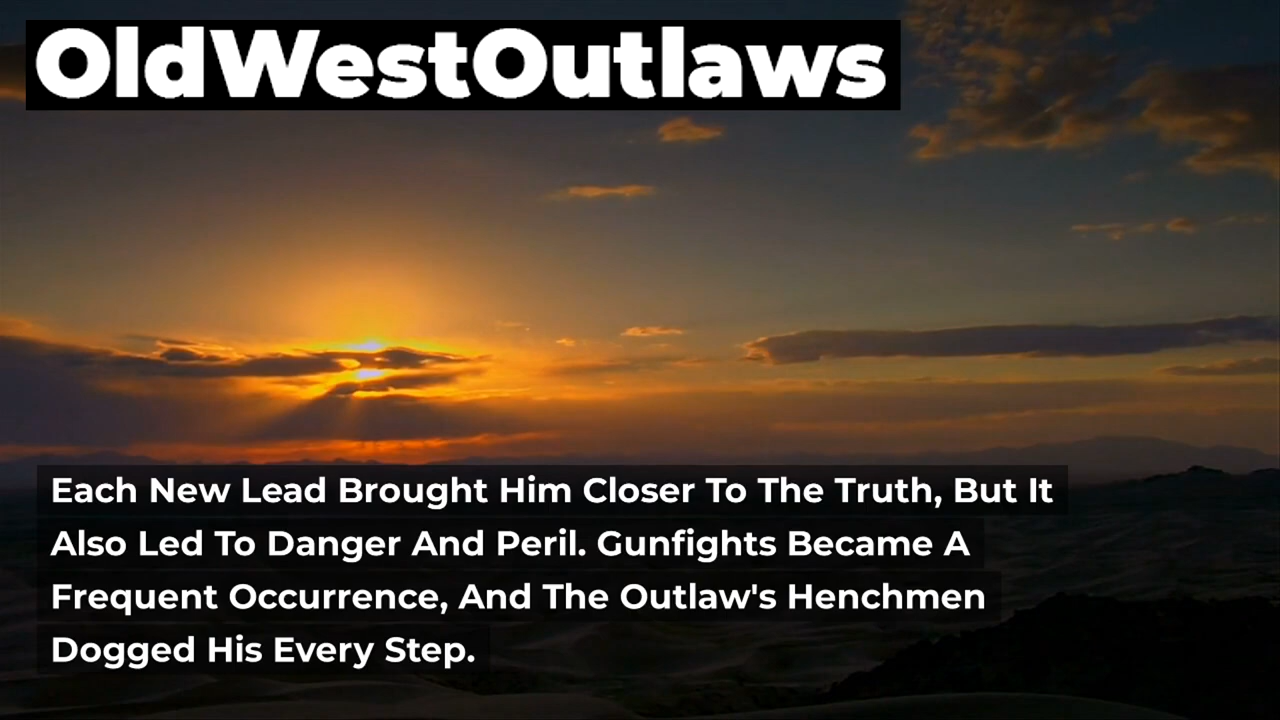 OldWestOutlaws
Each New Lead Brought Him Closer To The Truth, But It
Also Led To Danger And Peril. Gunfights Became A
Frequent Occurrence, And The Outlaw's Henchmen
Dogged His Every Step.